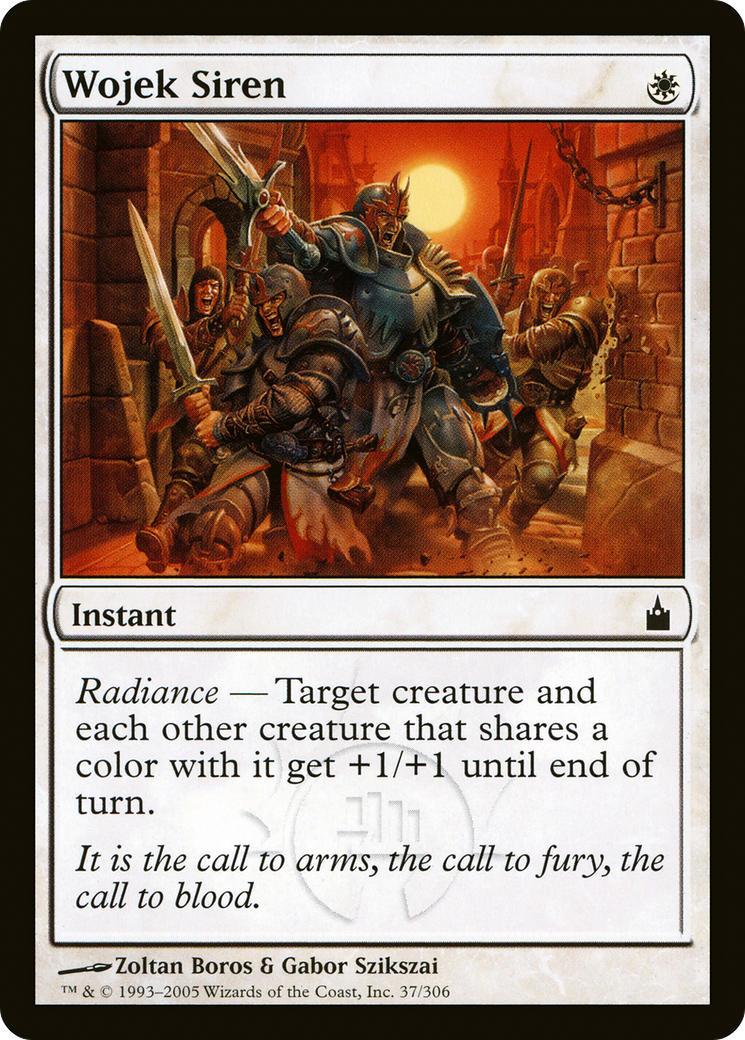 Wojek Siren
Instant
Radiance — Target creature and
each other creature that shares a
color with it get +1/+1 until end of
turn.
It is the call to arms, the call to fury, the
call to blood.
Zoltan Boros & Gabor Szikszai
™ & © 1993–2005 Wizards of the Coast, Inc. 37/306